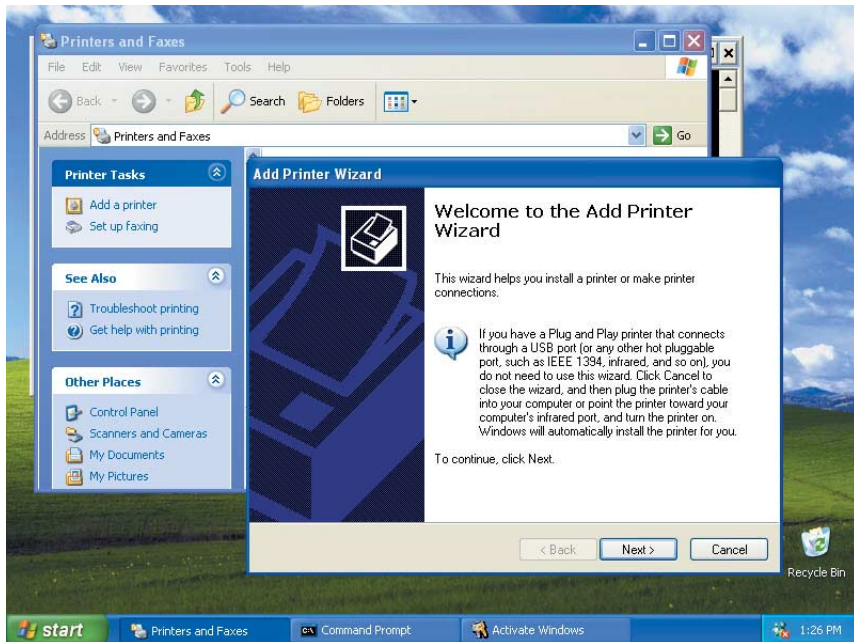 Printers and Faxes
File Edit View Favorites Tools Help
Back Search Folders
Address Printers and Faxes Go
Printer Tasks
Add a printer
Set up faxing
See Also
Troubleshoot printing
Get help with printing
Other Places
Control Panel
Scanners and Cameras
My Documents
My Pictures
Add Printer Wizard
Welcome to the Add Printer
Wizard
This wizard helps you install a printer or make printer
connections.
If you have a Plug and Play printer that connects
through a USB port (or any other hot pluggable
port, such as IEEE 1394, infrared, and so on), you
do not need to use this wizard. Click Cancel to
close the wizard, and then plug the printer's cable
into your computer or point the printer toward your
computer's infrared port, and turn the printer on.
Windows will automatically install the printer for you.
To continue, click Next.
< Back Next > Cancel
Recycle Bin
start Printers and Faxes Command Prompt Activate Windows 1:26 PM